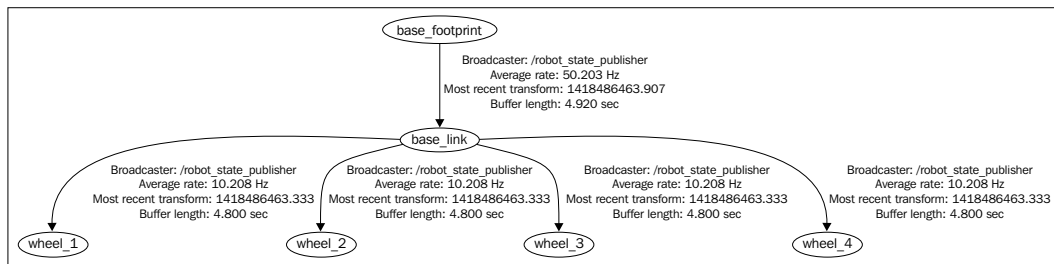 base_footprint
Broadcaster: /robot_state_publisher
Average rate: 50.203 Hz
Most recent transform: 1418486463.907
Buffer length: 4.920 sec
base_link
Broadcaster: /robot_state_publisher
Average rate: 10.208 Hz
Most recent transform: 1418486463.333
Buffer length: 4.800 sec
Broadcaster: /robot_state_publisher
Average rate: 10.208 Hz
Most recent transform: 1418486463.333
Buffer length: 4.800 sec
Broadcaster: /robot_state_publisher
Average rate: 10.208 Hz
Most recent transform: 1418486463.333
Buffer length: 4.800 sec
Broadcaster: /robot_state_publisher
Average rate: 10.208 Hz
Most recent transform: 1418486463.333
Buffer length: 4.800 sec
wheel_1
wheel_2
wheel_3
wheel_4